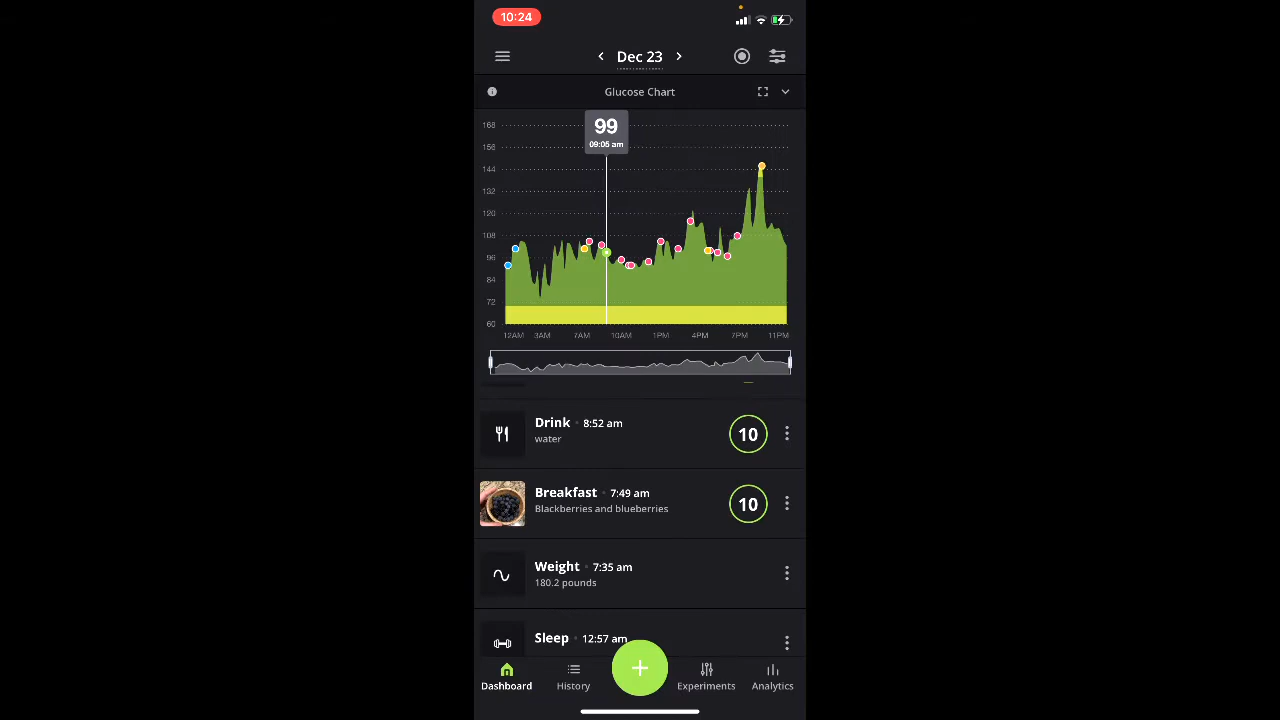 10:24
Dec 23
Glucose Chart
99
09:05 am
168
156
144
132
120
108
96
84
72
60
12AM 3AM 7AM 10AM 1PM 4PM 7PM 11PM
Drink • 8:52 am
water
10
Breakfast • 7:49 am
Blackberries and blueberries
10
Weight • 7:35 am
180.2 pounds
Sleep • 12:57 am
+
Dashboard History Experiments Analytics